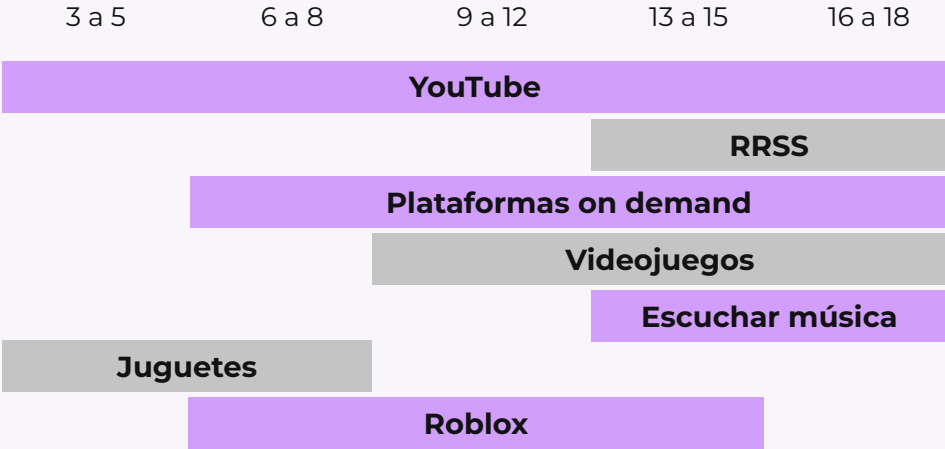 3 a 5 6 a 8 9 a 12 13 a 15 16 a 18
YouTube
RRSS
Plataformas on demand
Videojuegos
Escuchar música
Juguetes
Roblox